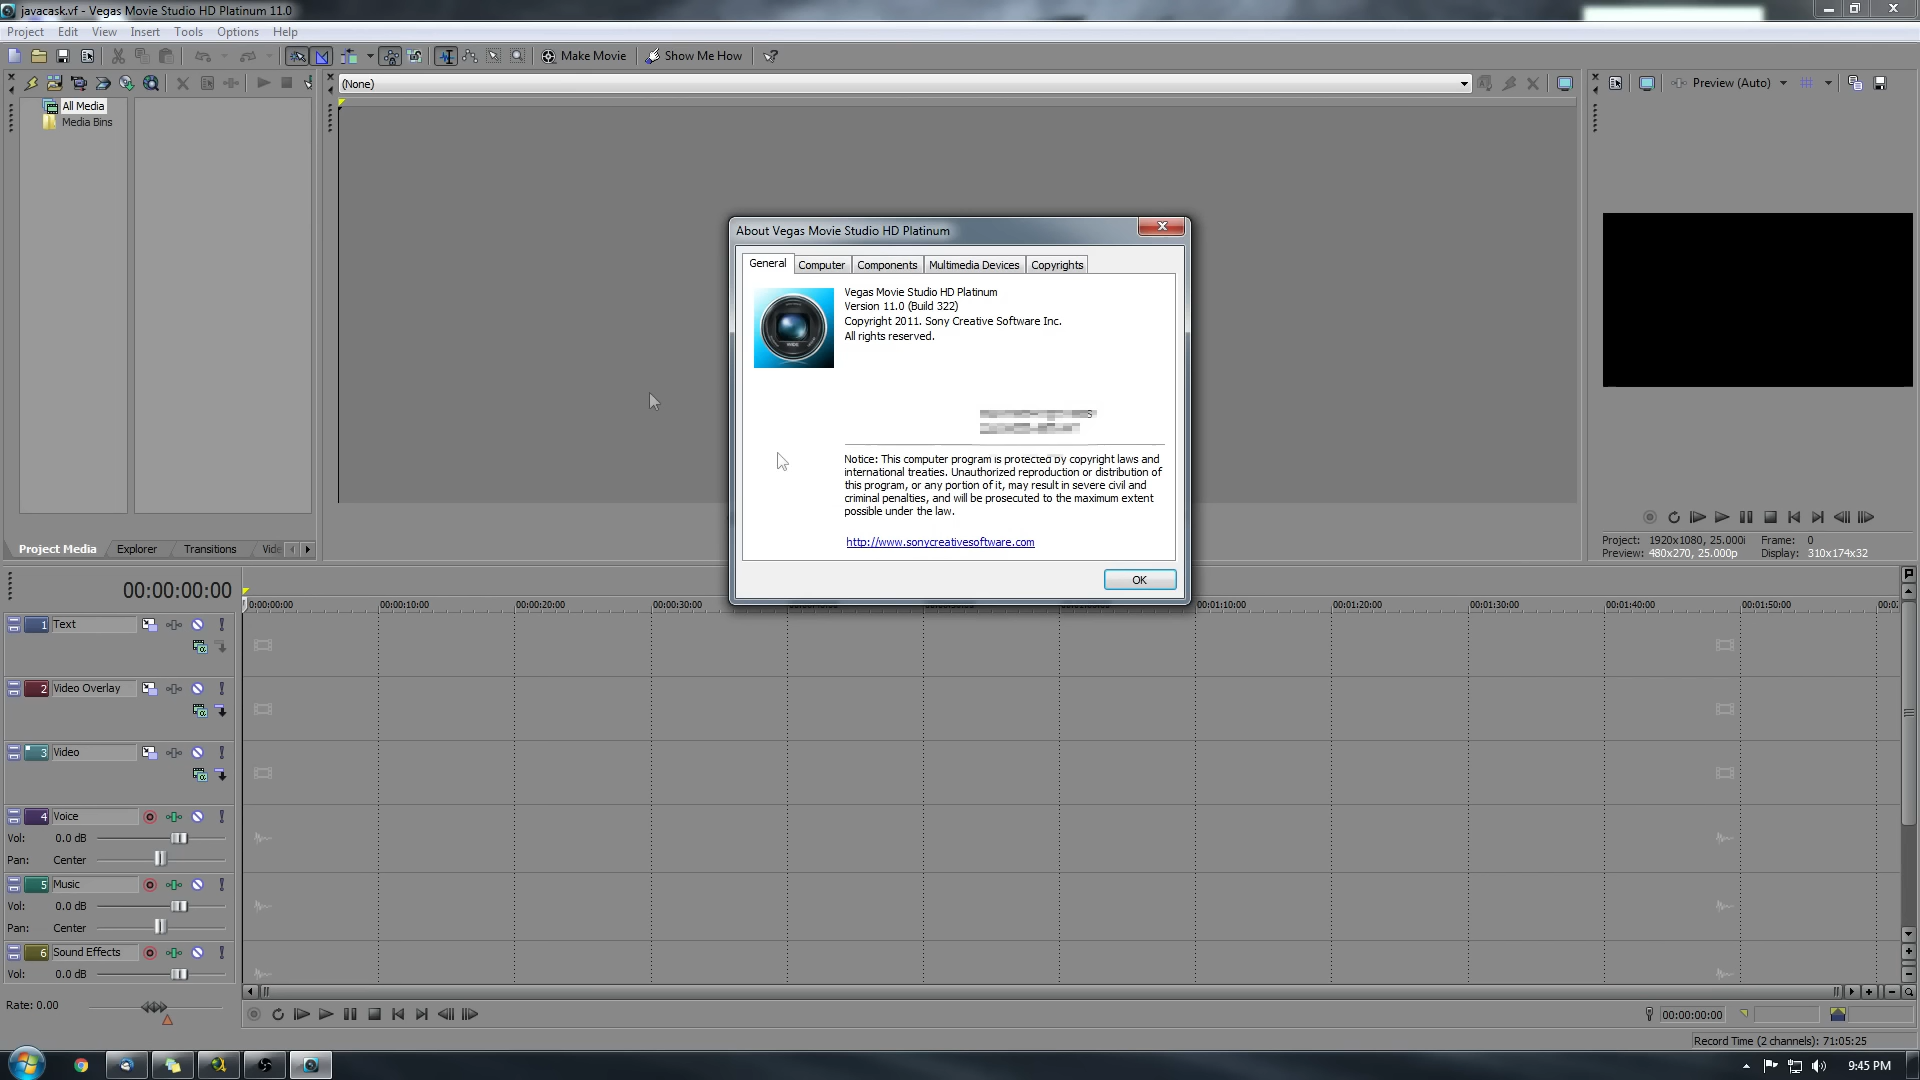 javacask.vf - Vegas Movie Studio HD Platinum 11.0
Project Edit View Insert Tools Options Help
Make Movie Show Me How
(None)
Preview (Auto)
All Media
Media Bins
About Vegas Movie Studio HD Platinum
General Computer Components Multimedia Devices Copyrights
Vegas Movie Studio HD Platinum
Version 11.0 (Build 322)
Copyright 2011. Sony Creative Software Inc.
All rights reserved.
Notice: This computer program is protected by copyright laws and
international treaties. Unauthorized reproduction or distribution of
this program, or any portion of it, may result in severe civil and
criminal penalties, and will be prosecuted to the maximum extent
possible under the law.
http://www.sonycreativesoftware.com
OK
Project: 1920x1080, 25.000i Frame: 0
Preview: 480x270, 25.000p Display: 310x174x32
Project Media Explorer Transitions
00:00:00:00
0:00:00:00 00:00:10:00 00:00:20:00 00:00:30:00 00:01:10:00 00:01:20:00 00:01:30:00 00:01:40:00 00:01:50:00
1 Text
2 Video Overlay
3 Video
4 Voice
Vol: 0.0 dB
Pan: Center
5 Music
Vol: 0.0 dB
Pan: Center
6 Sound Effects
Vol: 0.0 dB
Rate: 0.00
00:00:00:00
Record Time (2 channels): 71:05:25
9:45 PM